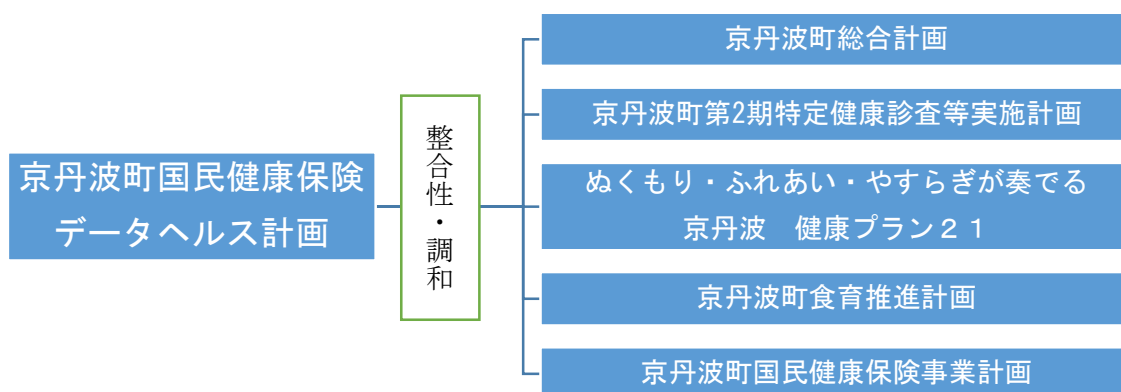 京丹波町国民健康保険
データヘルス計画
整合性・調和
京丹波町総合計画
京丹波町第2期特定健康診査等実施計画
ぬくもり・ふれあい・やすらぎが奏でる
京丹波　健康プラン２１
京丹波町食育推進計画
京丹波町国民健康保険事業計画